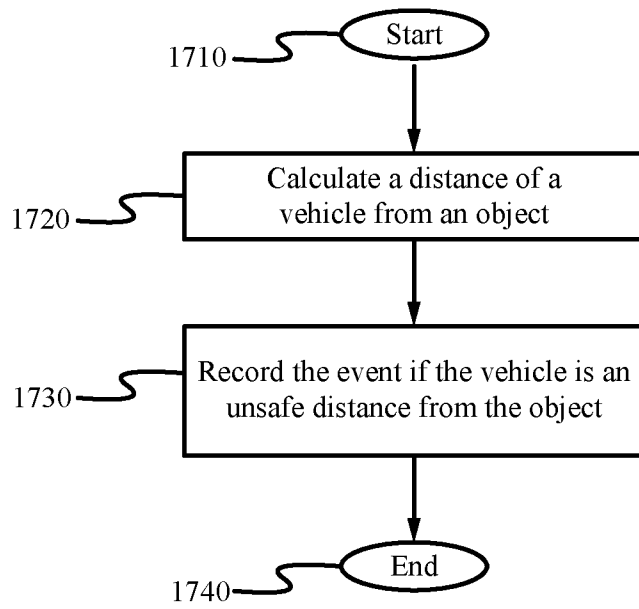 Start
1710
Calculate a distance of a
vehicle from an object
1720
Record the event if the vehicle is an
unsafe distance from the object
1730
End
1740